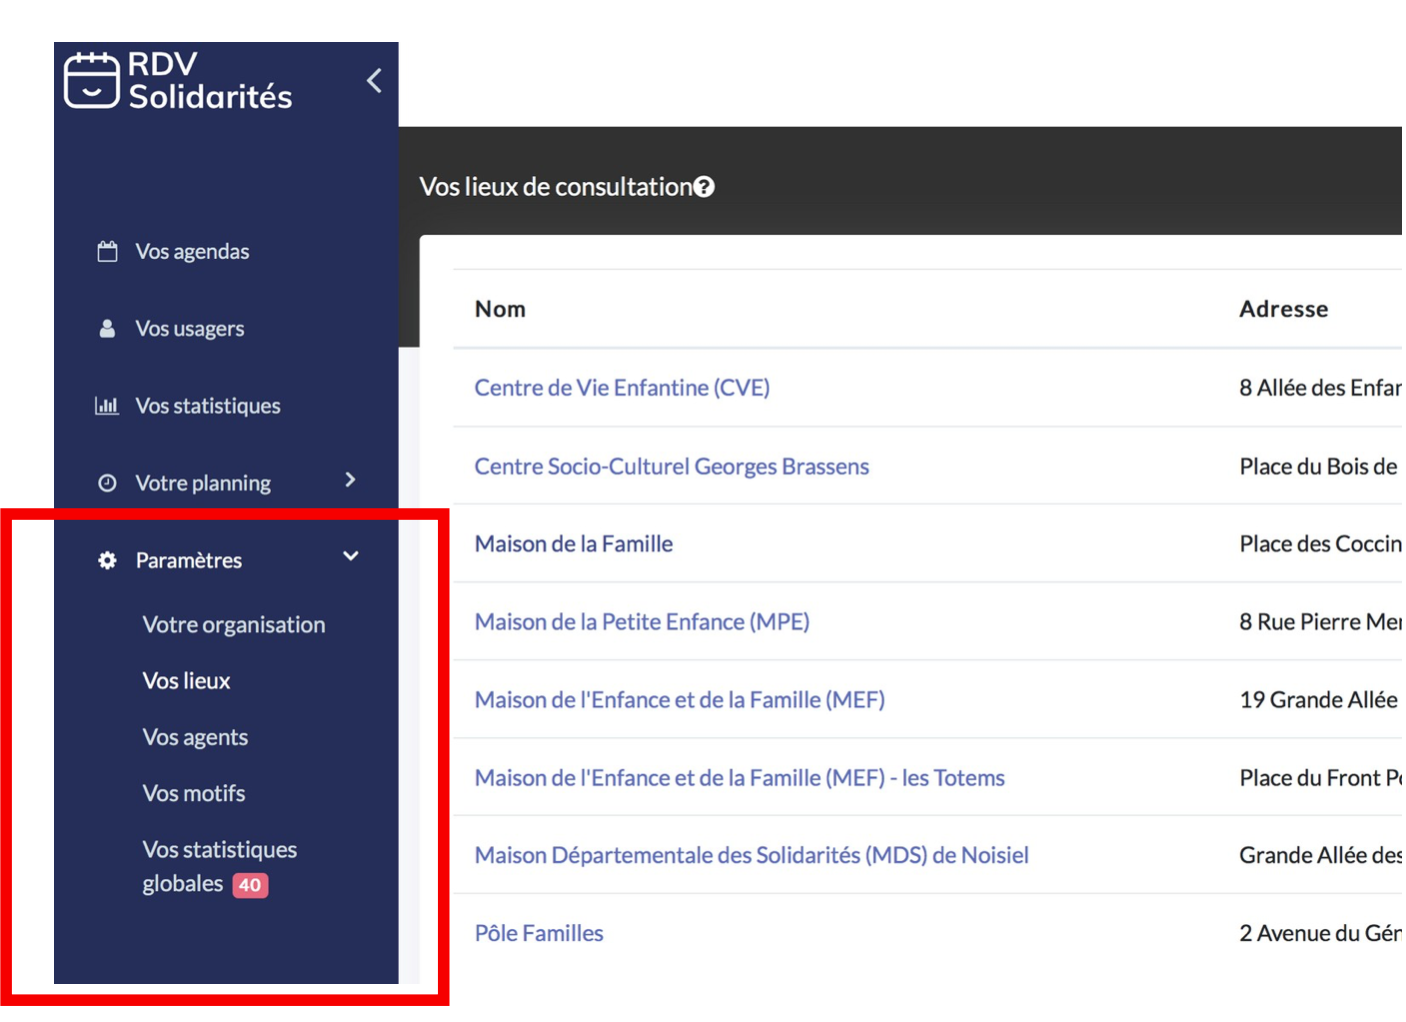 RDV
Solidarités
Vos agendas
Vos usagers
Vos statistiques
Votre planning
Paramètres
Votre organisation
Vos lieux
Vos agents
Vos motifs
Vos statistiques
globales 40
Vos lieux de consultation
Nom Adresse
Centre de Vie Enfantine (CVE) 8 Allée des
Centre Socio-Culturel Georges Brassens Place du Bois de
Maison de la Famille Place des
Maison de la Petite Enfance (MPE) 8 Rue Pierre
Maison de l'Enfance et de la Famille (MEF) 19 Grande Allée
Maison de l'Enfance et de la Famille (MEF) - les Totems Place du Front
Maison Départementale des Solidarités (MDS) de Noisiel Grande Allée des
Pôle Familles 2 Avenue du